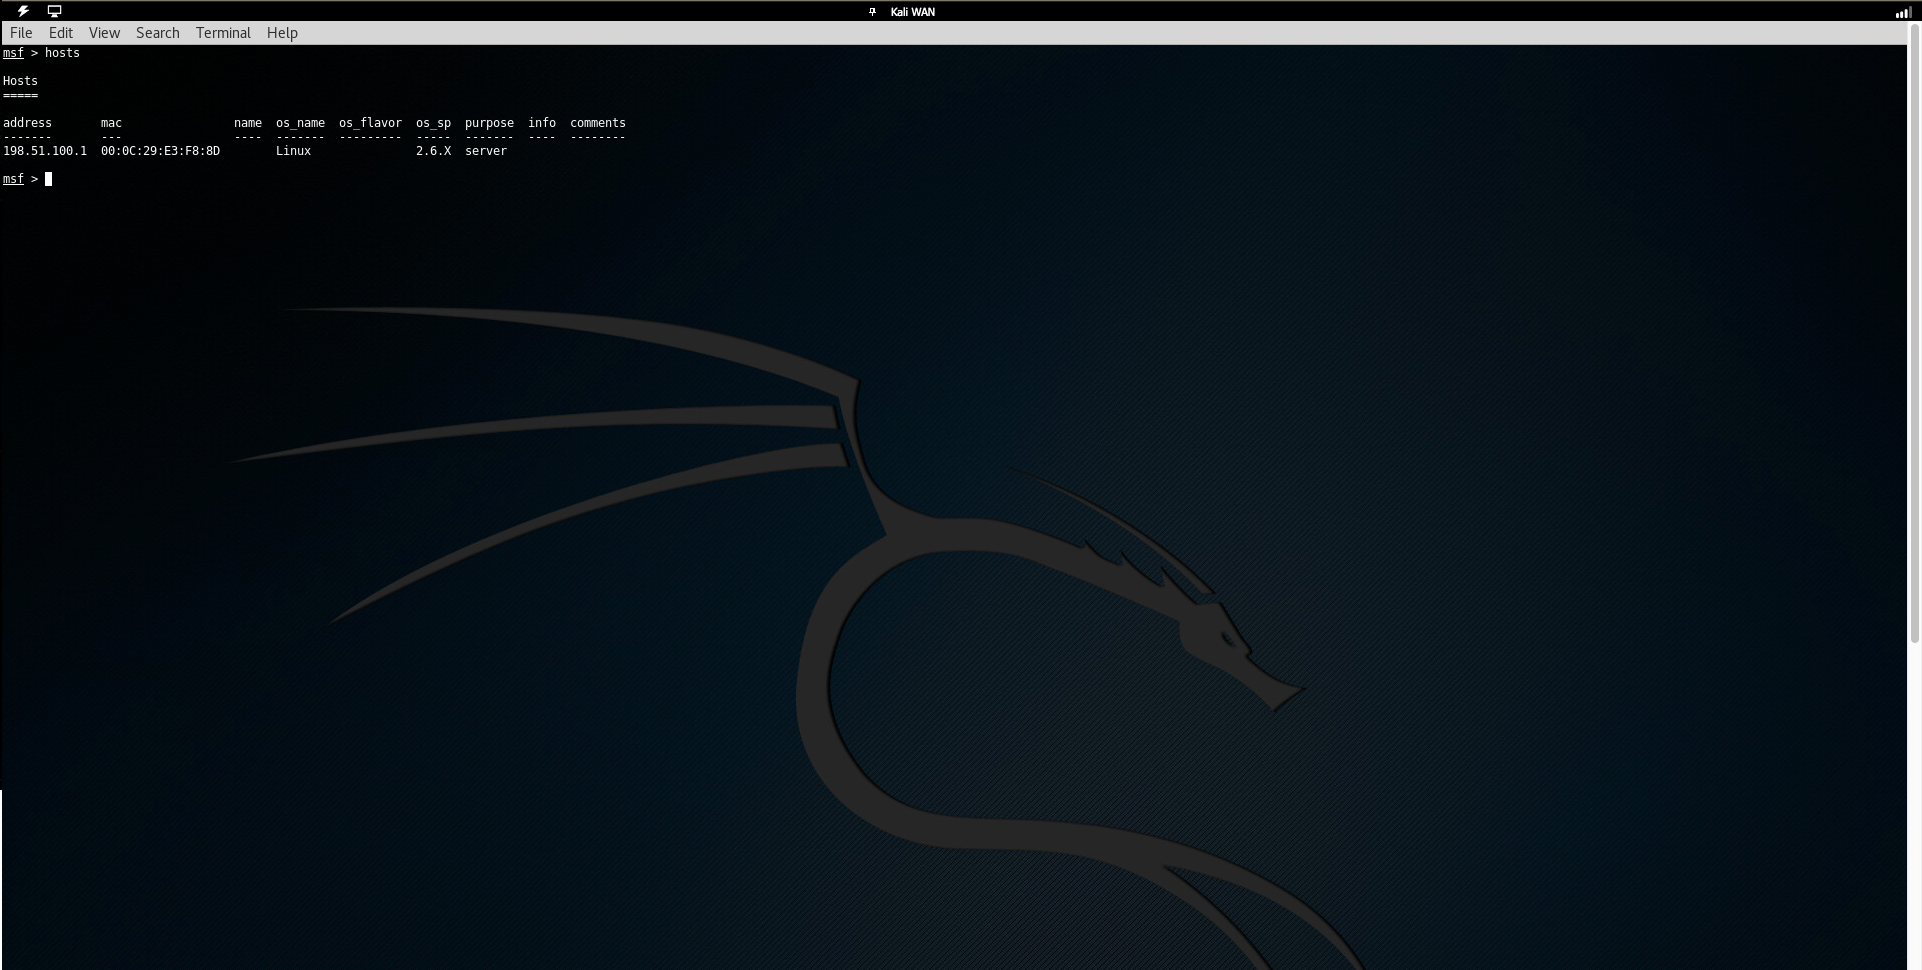 Kali WAN
File Edit View Search Terminal Help
msf > hosts
Hosts
=====
address       mac                name  os_name  os_flavor  os_sp  purpose  info  comments
-------       ---                ----  -------  ---------  -----  -------  ----  --------
198.51.100.1  00:0C:29:E3:F8:8D        Linux               2.6.X  server
msf >